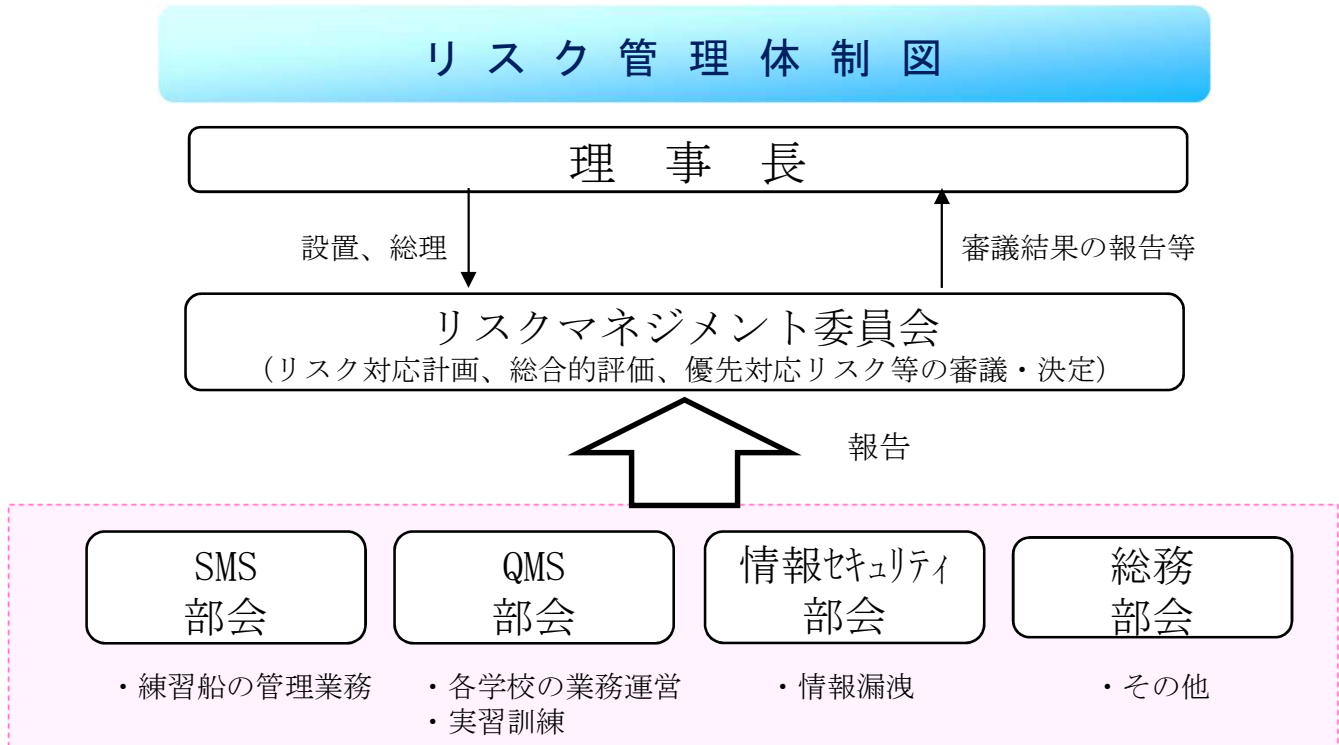 リスク管理体制図
理事長
設置、総理
審議結果の報告等
リスクマネジメント委員会
(リスク対応計画、総合的評価、優先対応リスク等の審議・決定)
報告
SMS
部会
QMS
部会
情報セキュリティ
部会
総務
部会
・練習船の管理業務
・各学校の業務運営
・実習訓練
・情報漏洩
・その他